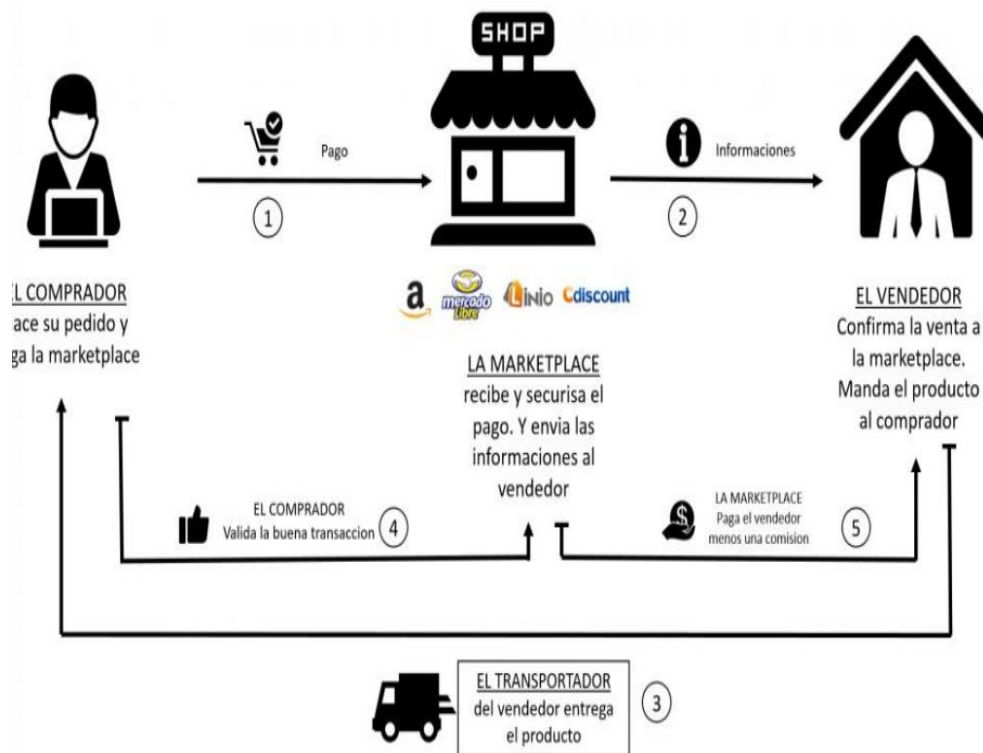 SHOP
Pago
1
Informaciones
2
a
mercado
libre
Linio
Cdiscount
EL COMPRADOR
ace su pedido y
ga la marketplace
LA MARKETPLACE
recibe y securisa el
pago. Y envia las
informaciones al
vendedor
EL VENDEDOR
Confirma la venta a
la marketplace.
Manda el producto
al comprador
EL COMPRADOR
Valida la buena transaccion
4
LA MARKETPLACE
Paga el vendedor
menos una comision
5
EL TRANSPORTADOR
del vendedor entrega
el producto
3